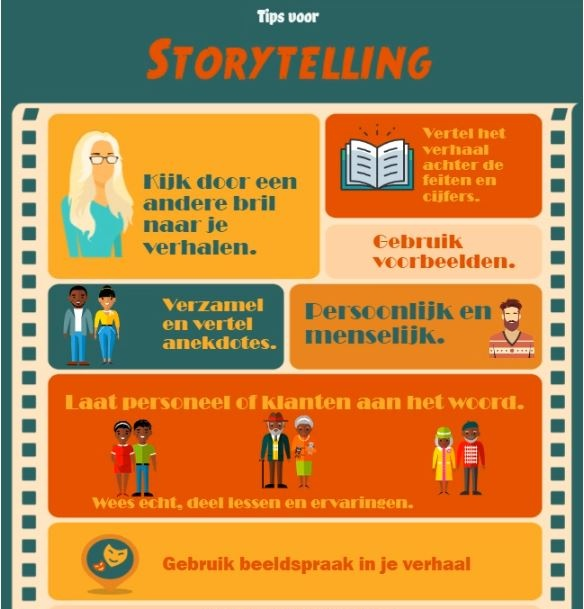 Tips voor
STORYTELLING
Kijk door een
andere bril
naar je
verhalen.
Vertel het
verhaal
achter de
feiten en
cijfers.
Gebruik
voorbeelden.
Verzamel
en vertel
anekdotes.
Persoonlijk en
menselijk.
Laat personeel of klanten aan het woord.
Wees echt, deel lessen en ervaringen.
Gebruik beeldspraak in je verhaal